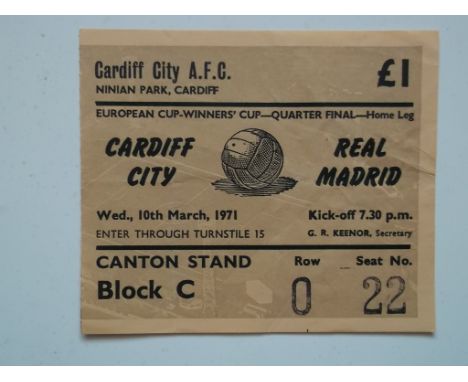 Cardiff City A.F.C. £1
NINIAN PARK, CARDIFF
EUROPEAN CUP-WINNERS' CUP—QUARTER FINAL—Home Leg
CARDIFF REAL
CITY MADRID
Wed., 10th March, 1971 Kick-off 7.30 p.m.
ENTER THROUGH TURNSTILE 15 G. R. KEENOR, Secretary
CANTON STAND Row Seat No.
Block C 0 22